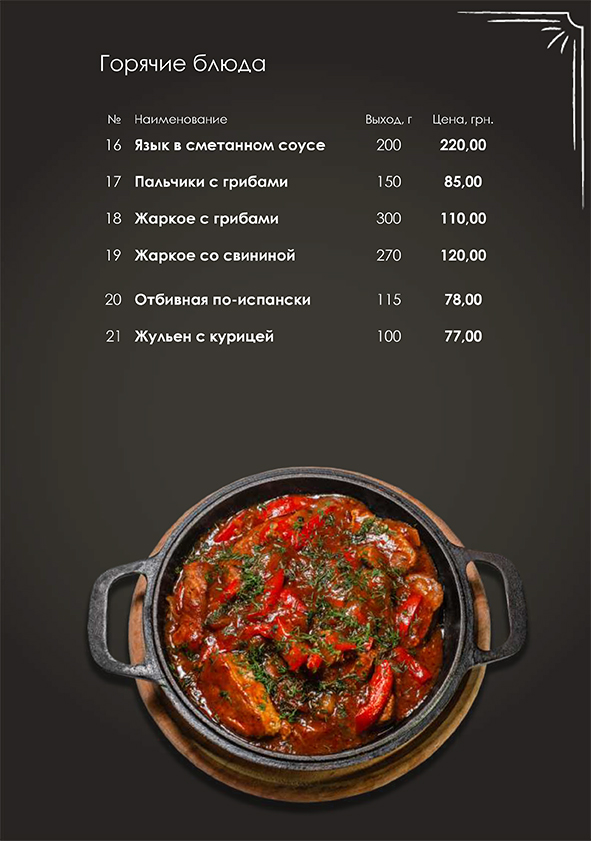 Горячие блюда
№ Наименование Выход, г Цена, грн.
16 Язык в сметанном соусе 200 220,00
17 Пальчики с грибами 150 85,00
18 Жаркое с грибами 300 110,00
19 Жаркое со свининой 270 120,00
20 Отбивная по-испански 115 78,00
21 Жульен с курицей 100 77,00